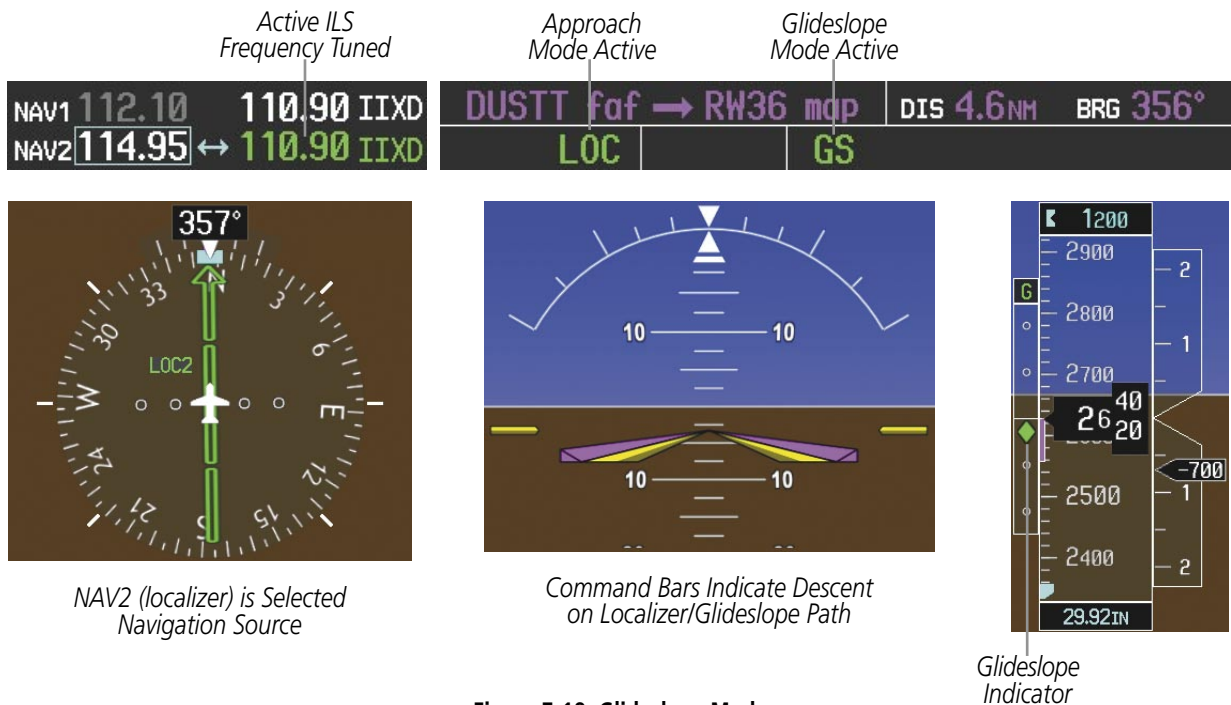 Active ILS
Frequency Tuned
Approach
Mode Active
Glideslope
Mode Active
NAV1 112.10 110.90 IIXD
NAV2 114.95 ↔ 110.90 IIXD
DUSTT faf → RW36 map DIS 4.6NM BRG 356°
LOC GS
357°
N
3
6
E
12
15
S
21
24
W
30
33
LOC2
10 10
10 10
1200
2900
2800
2700
2500
2400
G
26
40
20
2
1
-700
1
2
29.92IN
NAV2 (localizer) is Selected
Navigation Source
Command Bars Indicate Descent
on Localizer/Glideslope Path
Glideslope
Indicator